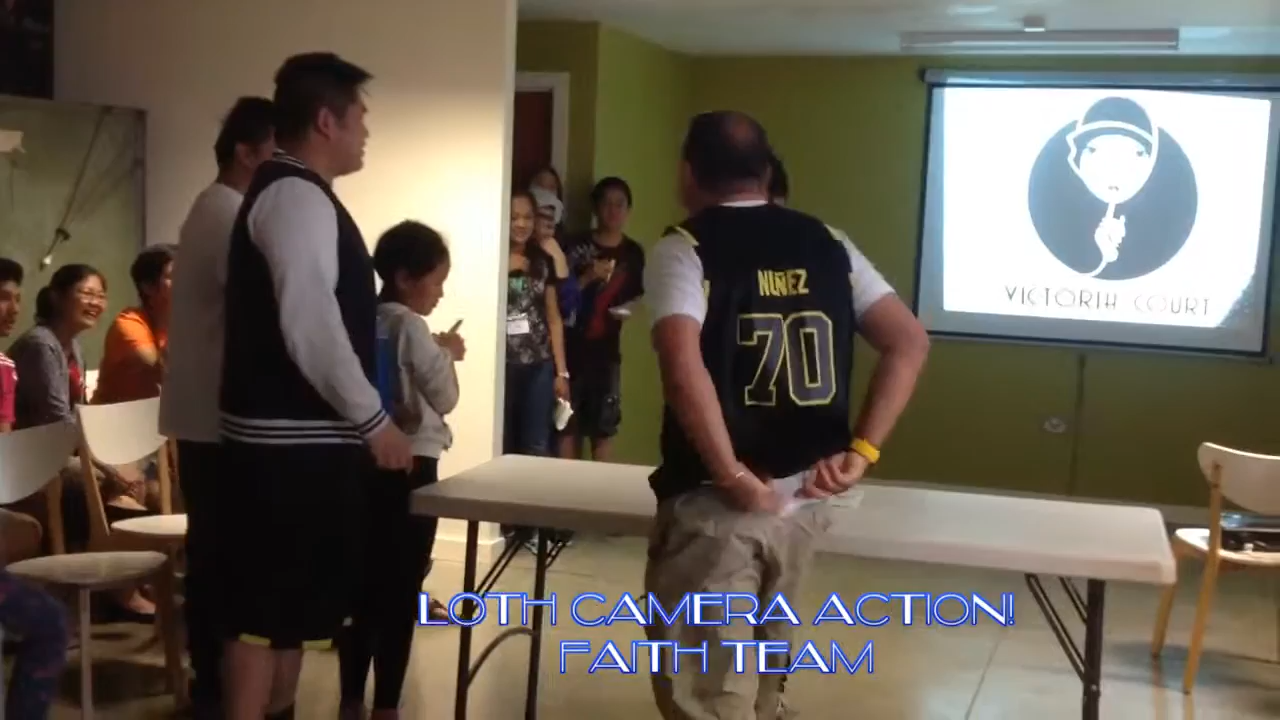 VICTORIA COURT
NUÑEZ
70
LOTH CAMERA ACTION!
FAITH TEAM